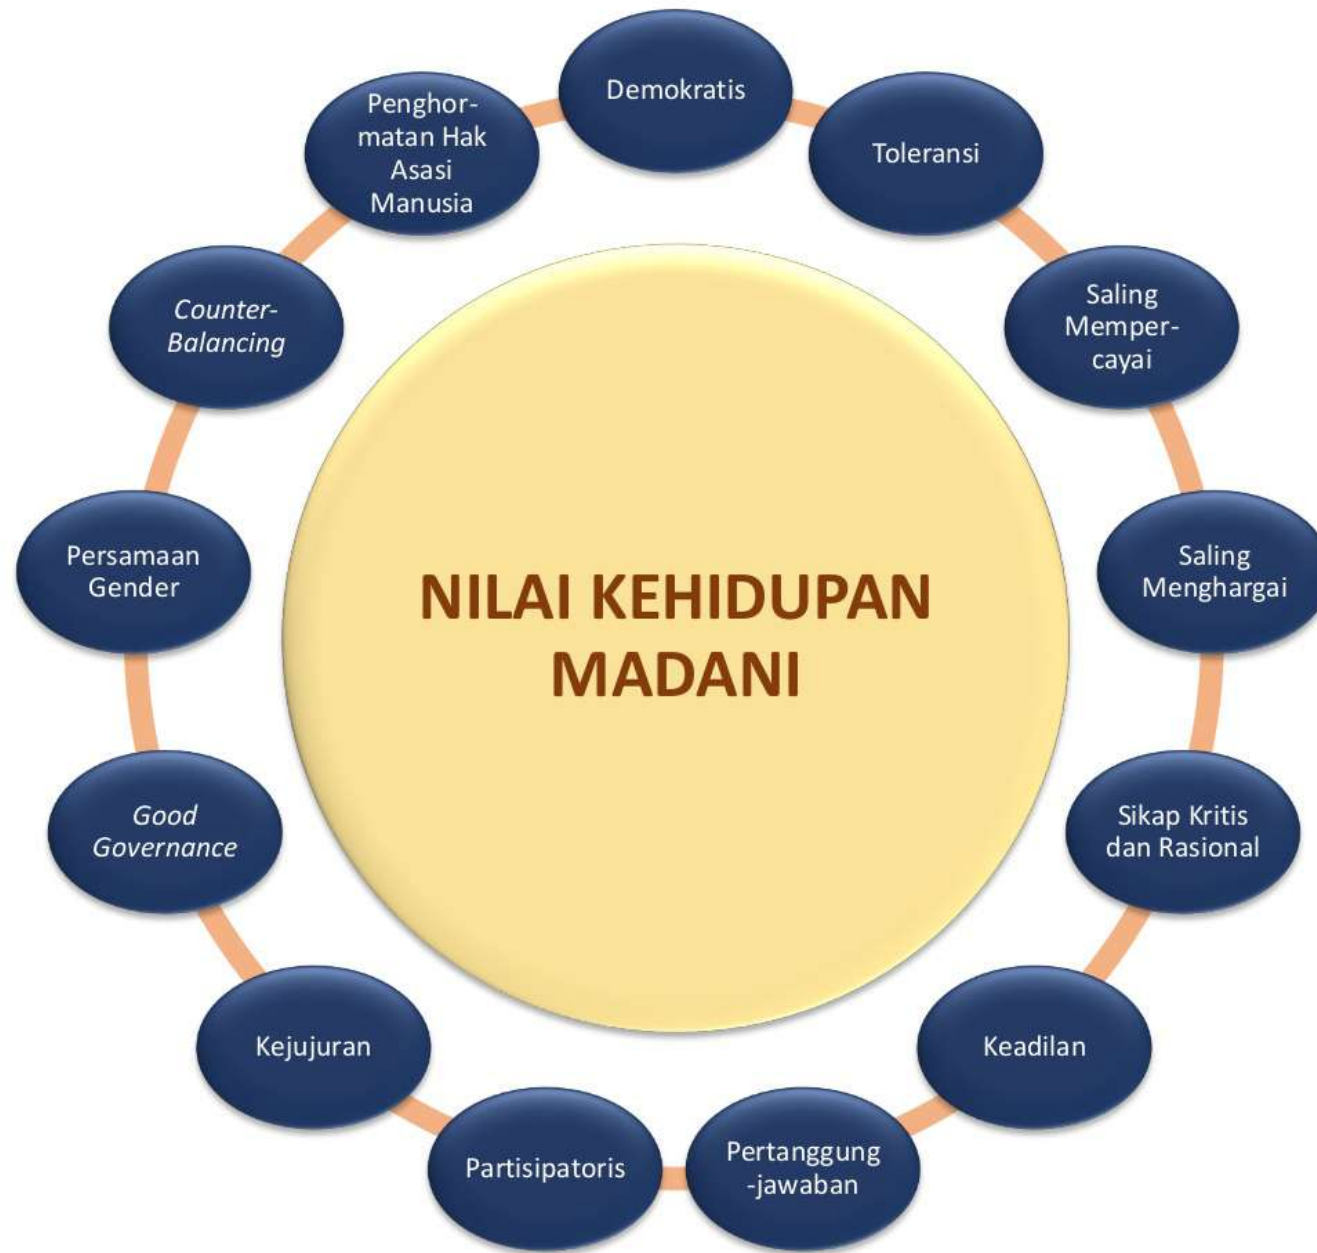 Demokratis
Toleransi
Saling
Memper-
cayai
Saling
Menghargai
Sikap Kritis
dan Rasional
Keadilan
Pertanggung
-jawaban
Partisipatoris
Kejujuran
Good
Governance
Persamaan
Gender
Counter-
Balancing
Penghor-
matan Hak
Asasi
Manusia
NILAI KEHIDUPAN
MADANI